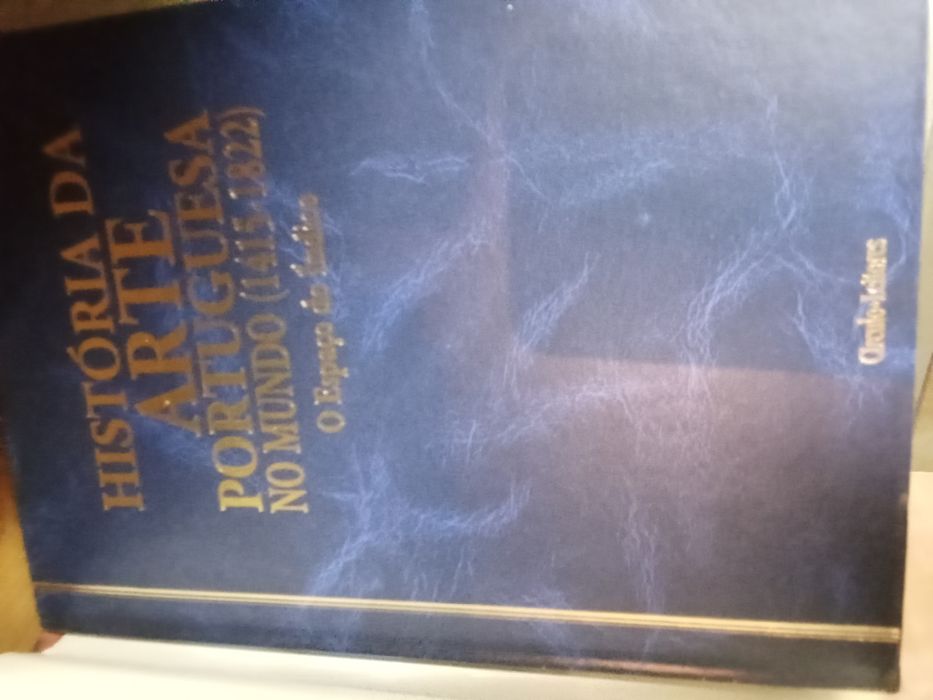 HISTÓRIA DA
ARTE
PORTUGUESA
NO MUNDO (1415-1822)
O Espaço do Índico
Círculo de Leitores